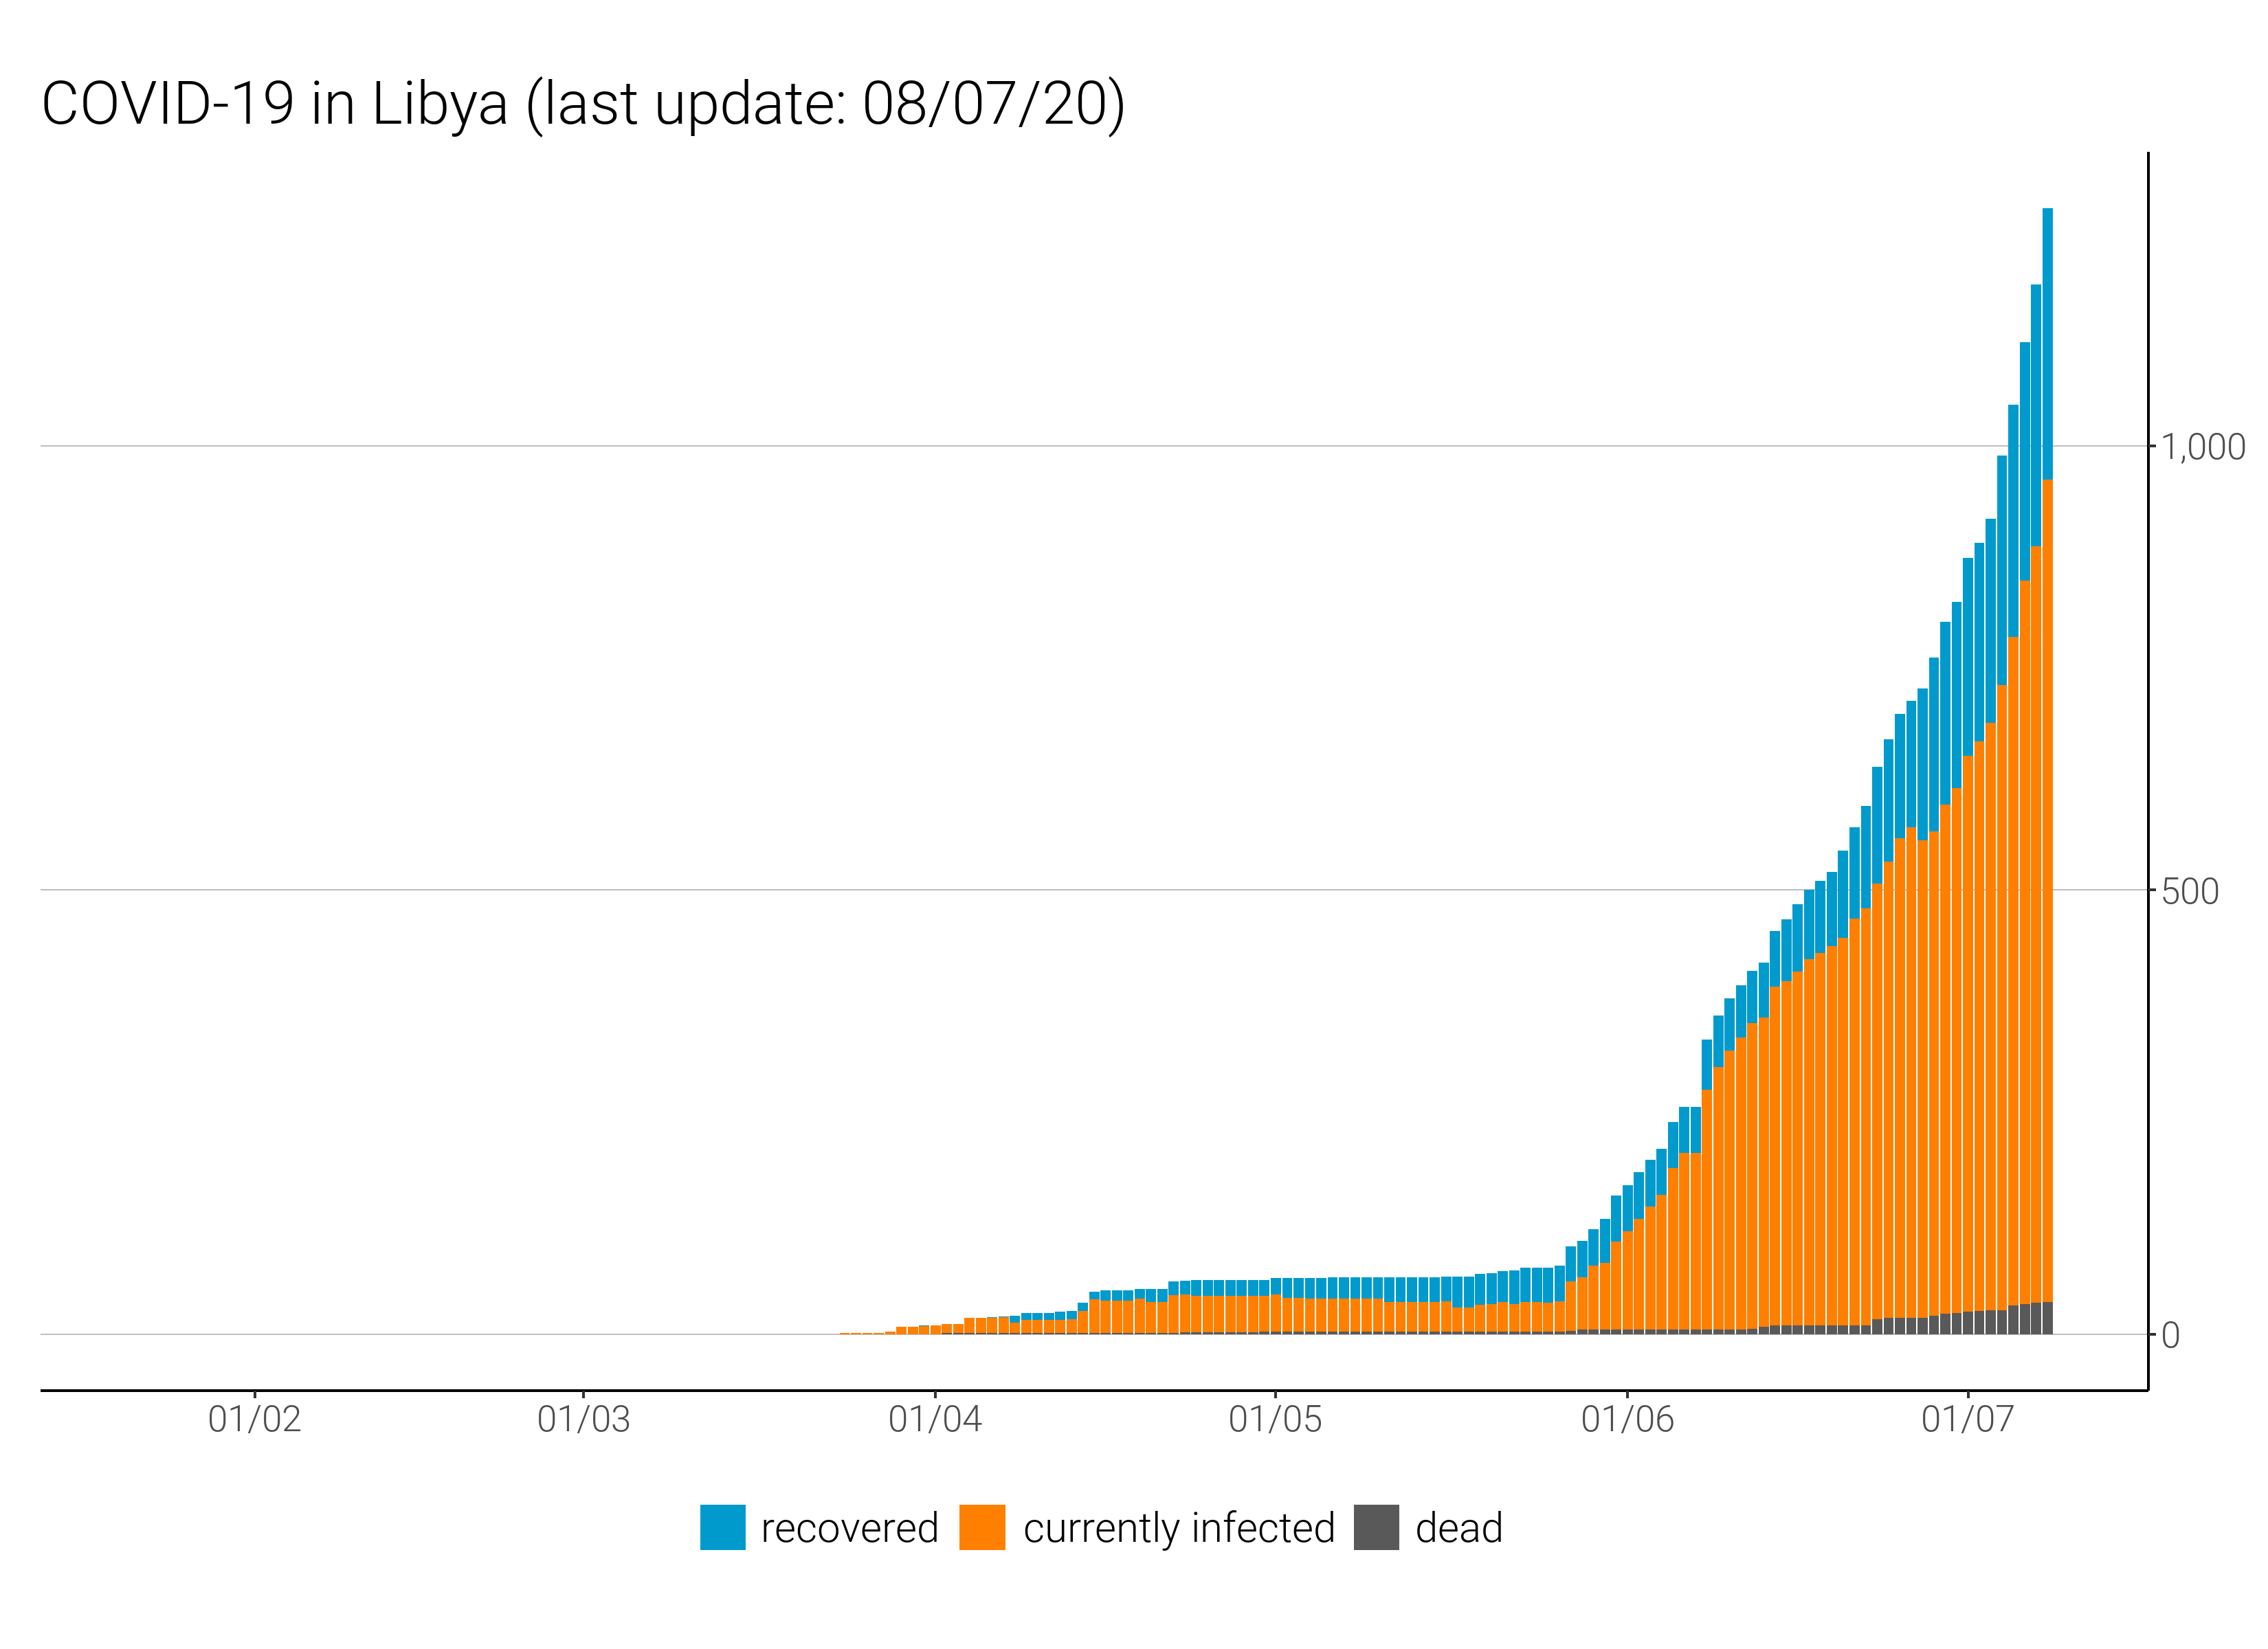 COVID-19 in Libya (last update: 08/07/20)
1,000
500
0
01/02 01/03 01/04 01/05 01/06 01/07
recovered currently infected dead